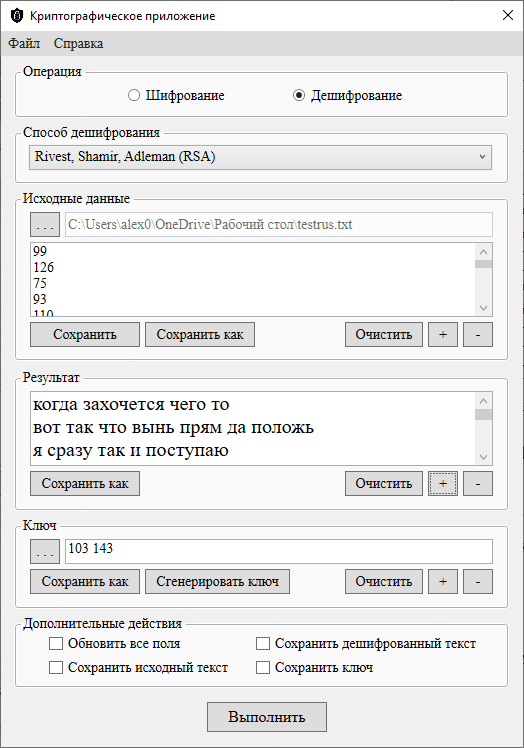 Криптографическое приложение
Файл Справка
Операция
Шифрование Дешифрование
Способ дешифрования
Rivest, Shamir, Adleman (RSA)
Исходные данные
. . . C:\Users\alex0\OneDrive\Рабочий стол\testrus.txt
99
126
75
93
110
Сохранить Сохранить как Очистить + -
Результат
когда захочется чего то
вот так что вынь прям да положь
я сразу так и поступаю
Сохранить как Очистить + -
Ключ
. . . 103 143
Сохранить как Сгенерировать ключ Очистить + -
Дополнительные действия
Обновить все поля Сохранить дешифрованный текст
Сохранить исходный текст Сохранить ключ
Выполнить